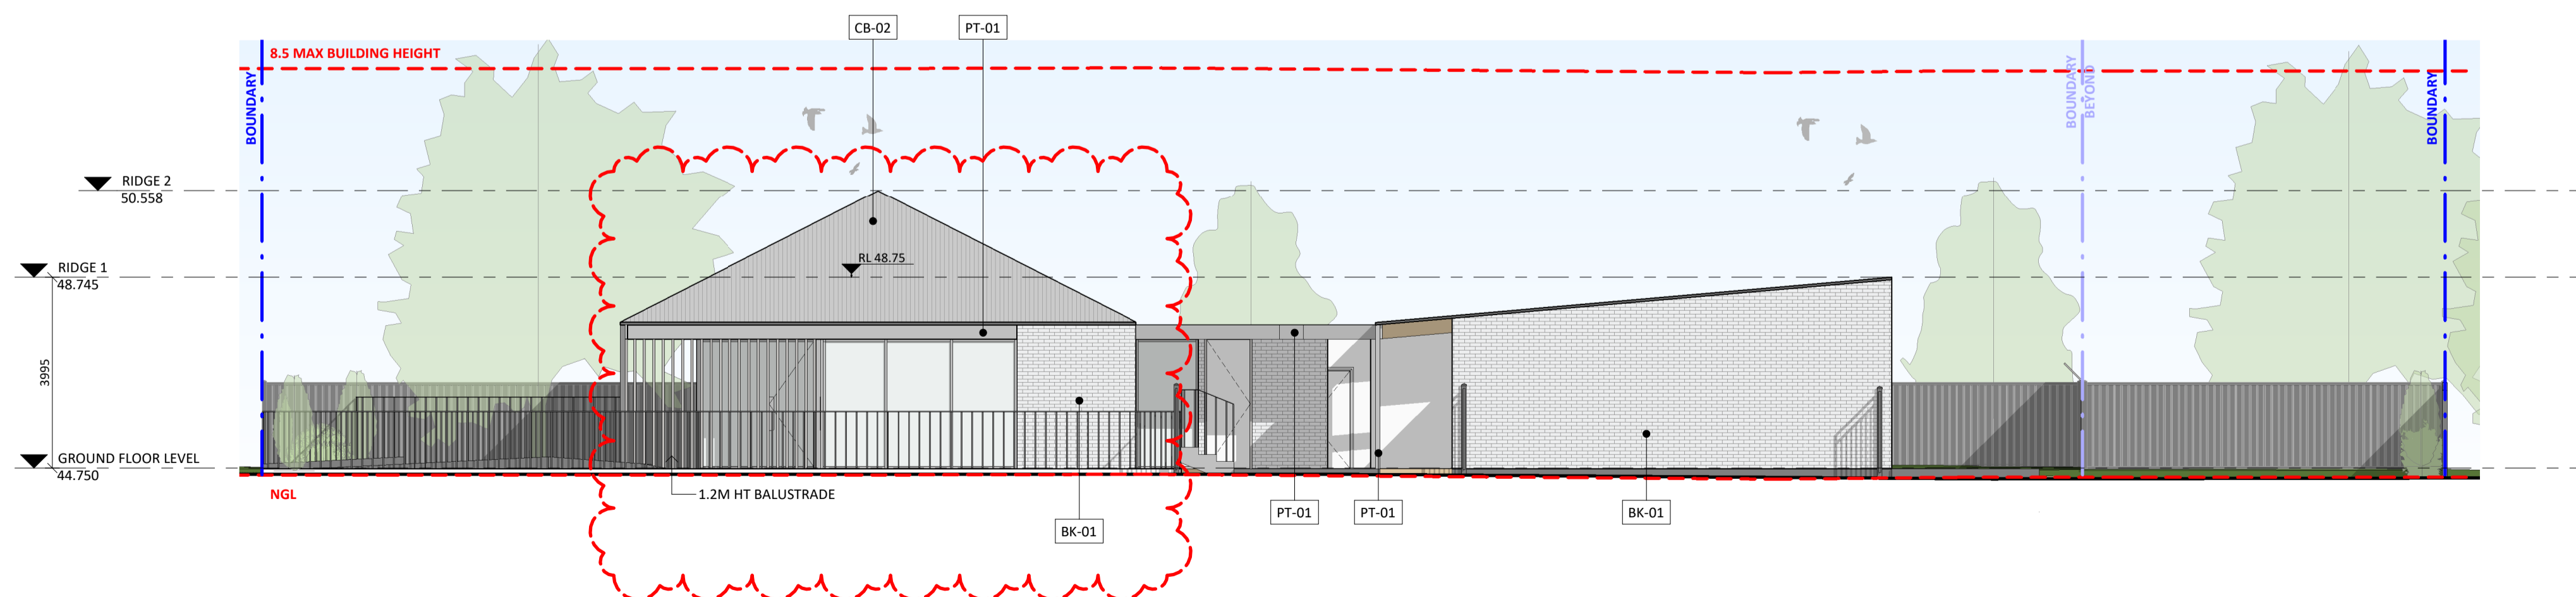 CB-02
PT-01
8.5 MAX BUILDING HEIGHT
BOUNDARY
BOUNDARY
BEYOND
BOUNDARY
RIDGE 2
50.558
RL 48.75
RIDGE 1
48.745
3995
GROUND FLOOR LEVEL
44.750
NGL
1.2M HT BALUSTRADE
BK-01
PT-01
PT-01
BK-01